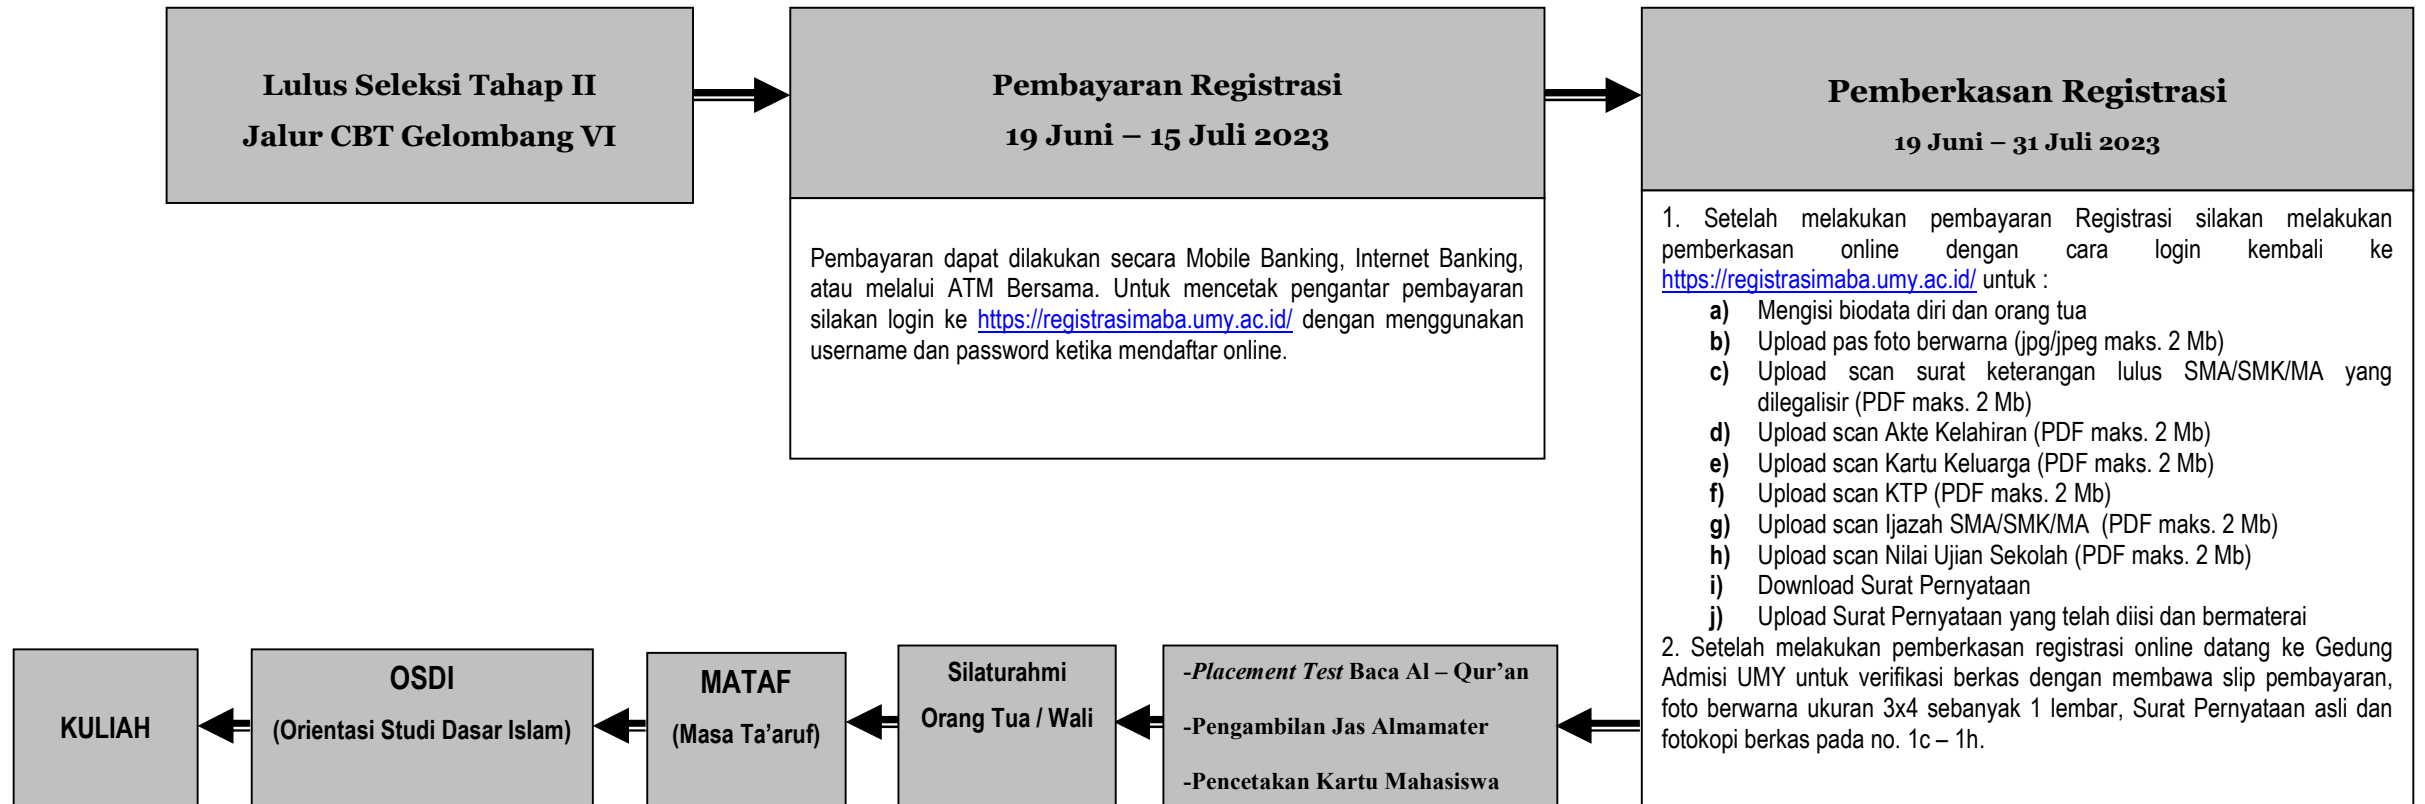 Lulus Seleksi Tahap II
Jalur CBT Gelombang VI
Pembayaran Registrasi
19 Juni – 15 Juli 2023
Pembayaran dapat dilakukan secara Mobile Banking, Internet Banking,
atau melalui ATM Bersama. Untuk mencetak pengantar pembayaran
silakan login ke https://registrasimaba.umy.ac.id/ dengan menggunakan
username dan password ketika mendaftar online.
Pemberkasan Registrasi
19 Juni – 31 Juli 2023
1. Setelah melakukan pembayaran Registrasi silakan melakukan
pemberkasan online dengan cara login kembali ke
https://registrasimaba.umy.ac.id/ untuk :
a) Mengisi biodata diri dan orang tua
b) Upload pas foto berwarna (jpg/jpeg maks. 2 Mb)
c) Upload scan surat keterangan lulus SMA/SMK/MA yang
dilegalisir (PDF maks. 2 Mb)
d) Upload scan Akte Kelahiran (PDF maks. 2 Mb)
e) Upload scan Kartu Keluarga (PDF maks. 2 Mb)
f) Upload scan KTP (PDF maks. 2 Mb)
g) Upload scan Ijazah SMA/SMK/MA (PDF maks. 2 Mb)
h) Upload scan Nilai Ujian Sekolah (PDF maks. 2 Mb)
i) Download Surat Pernyataan
j) Upload Surat Pernyataan yang telah diisi dan bermaterai
2. Setelah melakukan pemberkasan registrasi online datang ke Gedung
Admisi UMY untuk verifikasi berkas dengan membawa slip pembayaran,
foto berwarna ukuran 3x4 sebanyak 1 lembar, Surat Pernyataan asli dan
fotokopi berkas pada no. 1c – 1h.
-Placement Test Baca Al – Qur’an
-Pengambilan Jas Almamater
-Pencetakan Kartu Mahasiswa
Silaturahmi
Orang Tua / Wali
MATAF
(Masa Ta’aruf)
OSDI
(Orientasi Studi Dasar Islam)
KULIAH